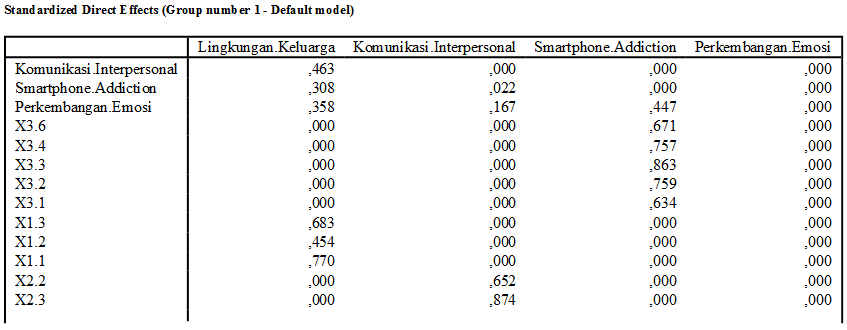 Standardized Direct Effects (Group number 1 - Default model)
Lingkungan.Keluarga Komunikasi.Interpersonal Smartphone.Addiction Perkembangan.Emosi
Komunikasi.Interpersonal ,463 ,000 ,000 ,000
Smartphone.Addiction ,308 ,022 ,000 ,000
Perkembangan.Emosi ,358 ,167 ,447 ,000
X3.6 ,000 ,000 ,671 ,000
X3.4 ,000 ,000 ,757 ,000
X3.3 ,000 ,000 ,863 ,000
X3.2 ,000 ,000 ,759 ,000
X3.1 ,000 ,000 ,634 ,000
X1.3 ,683 ,000 ,000 ,000
X1.2 ,454 ,000 ,000 ,000
X1.1 ,770 ,000 ,000 ,000
X2.2 ,000 ,652 ,000 ,000
X2.3 ,000 ,874 ,000 ,000